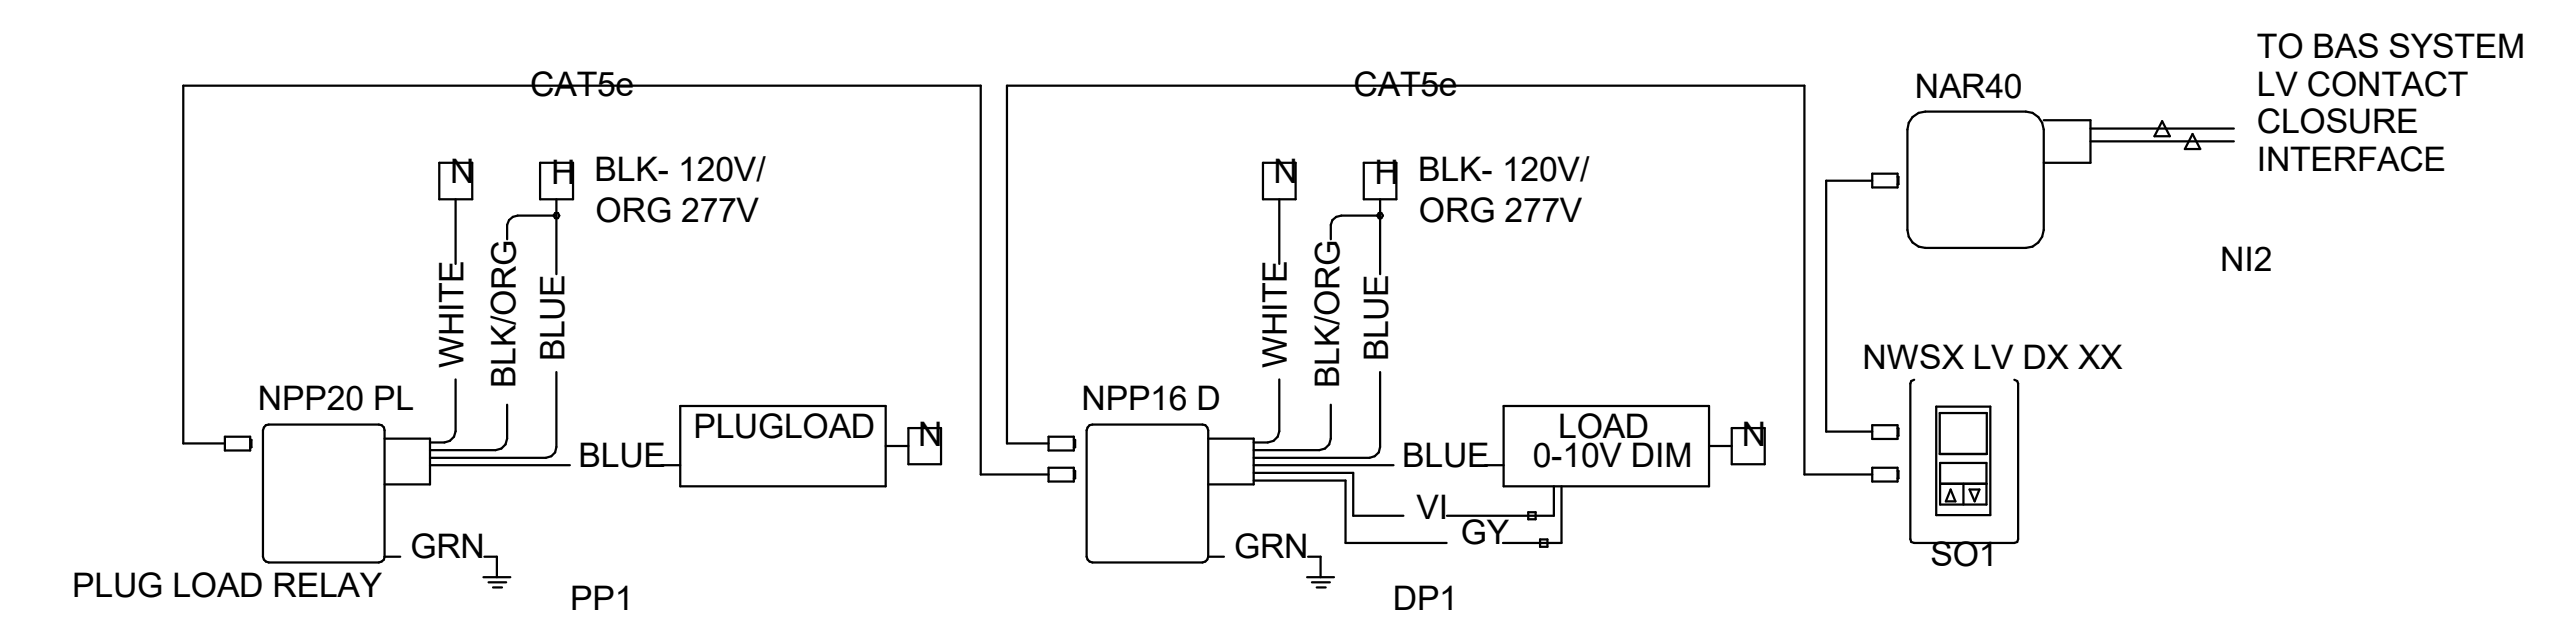 TO BAS SYSTEM
LV CONTACT
CLOSURE
INTERFACE
CAT5e
CAT5e
NAR40
N
H
BLK- 120V/
ORG 277V
N
H
BLK- 120V/
ORG 277V
WHITE
BLK/ORG
BLUE
WHITE
BLK/ORG
BLUE
NI2
NWSX LV DX XX
NPP20 PL
PLUGLOAD
N
BLUE
NPP16 D
LOAD
0-10V DIM
N
BLUE
VI
GY
GRN
GRN
SO1
PLUG LOAD RELAY
PP1
DP1